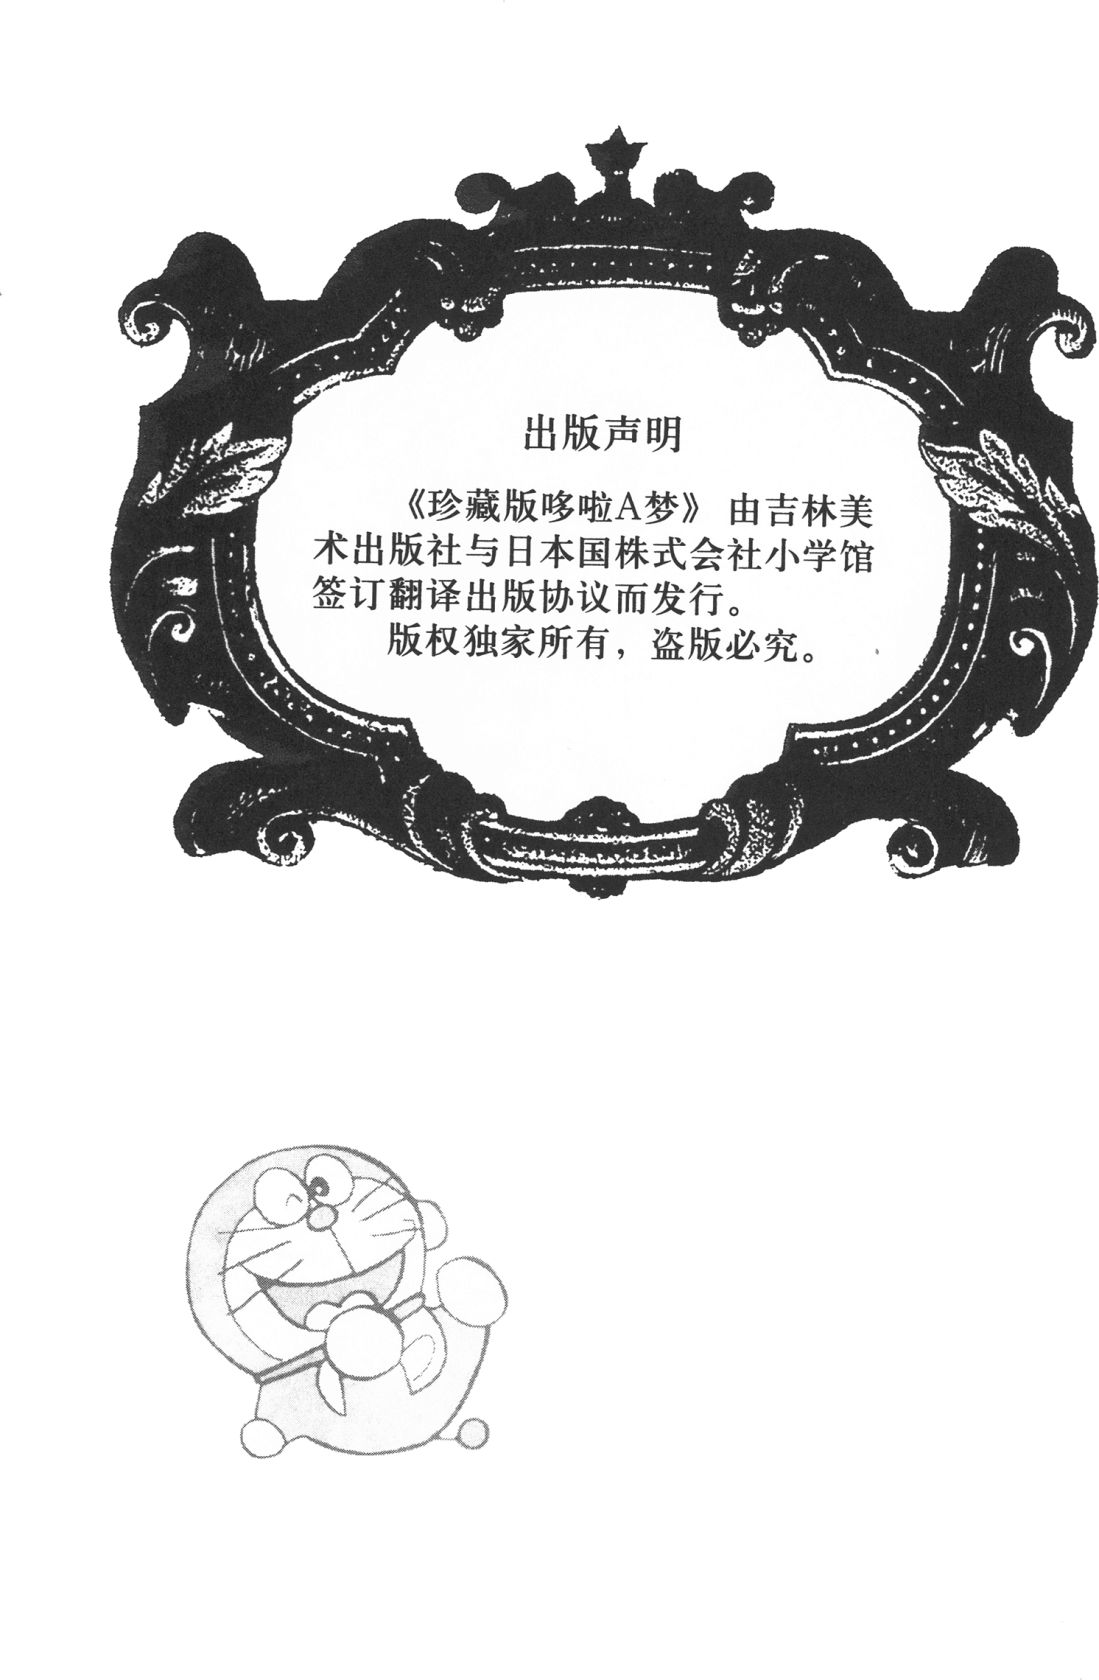 出版声明
《珍藏版哆啦A梦》由吉林美
术出版社与日本国株式会社小学馆
签订翻译出版协议而发行。
版权独家所有，盗版必究。